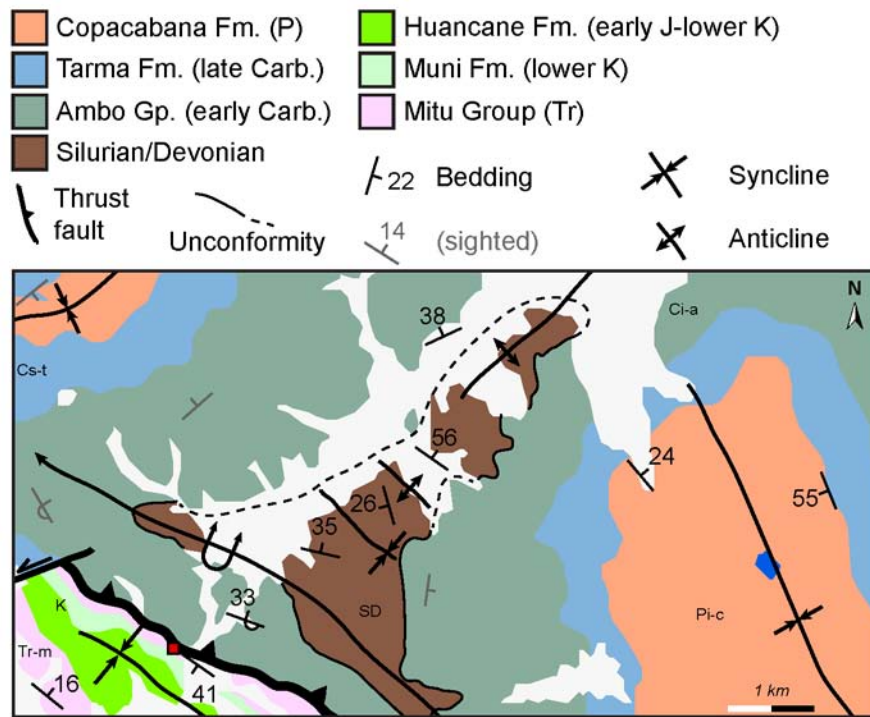 Copacabana Fm. (P)
Huancane Fm. (early J-lower K)
Tarma Fm. (late Carb.)
Muni Fm. (lower K)
Ambo Gp. (early Carb.)
Mitu Group (Tr)
Silurian/Devonian
Thrust
fault
Unconformity
22 Bedding
14 (sighted)
Syncline
Anticline
N
38
Ci-a
Cs-t
56
24
55
26
35
33
K
SD
Pi-c
Tr-m
16
41
1 km